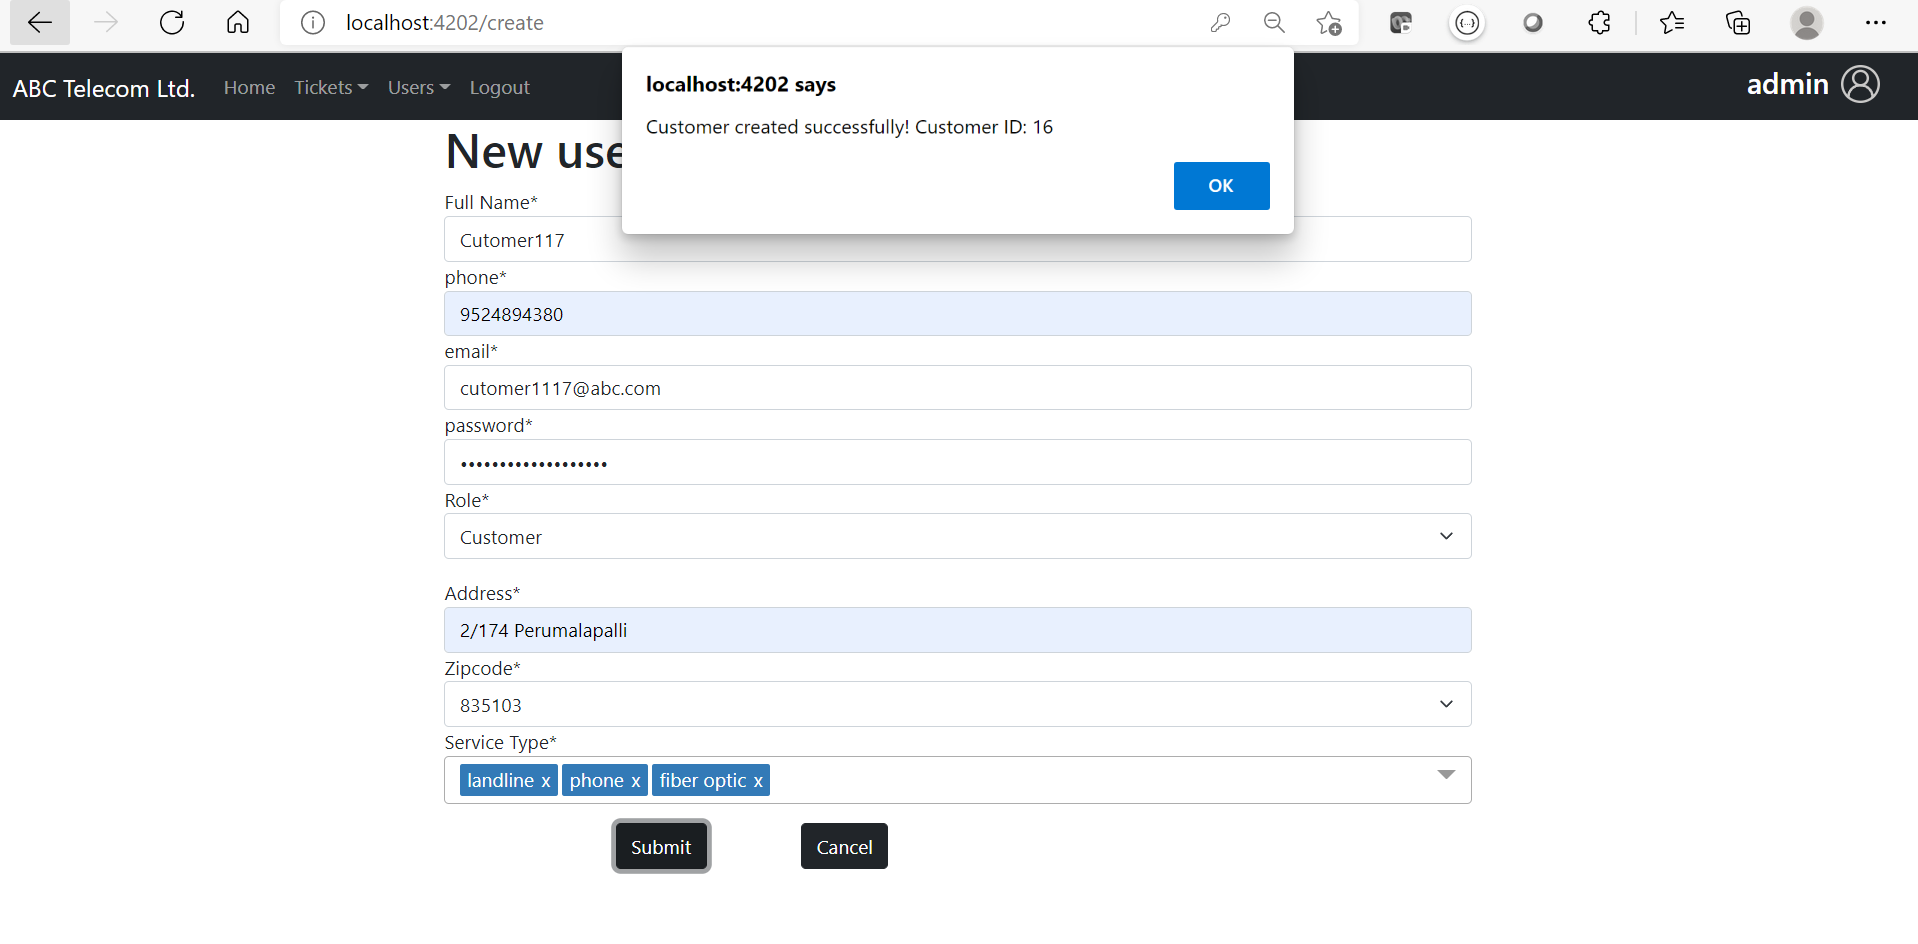 localhost:4202/create
ABC Telecom Ltd. Home Tickets Users Logout admin
localhost:4202 says
Customer created successfully! Customer ID: 16
OK
New use
Full Name*
Cutomer117
phone*
9524894380
email*
cutomer1117@abc.com
password*
•••••••••••••••••••
Role*
Customer
Address*
2/174 Perumalapalli
Zipcode*
835103
Service Type*
landline x phone x fiber optic x
Submit Cancel